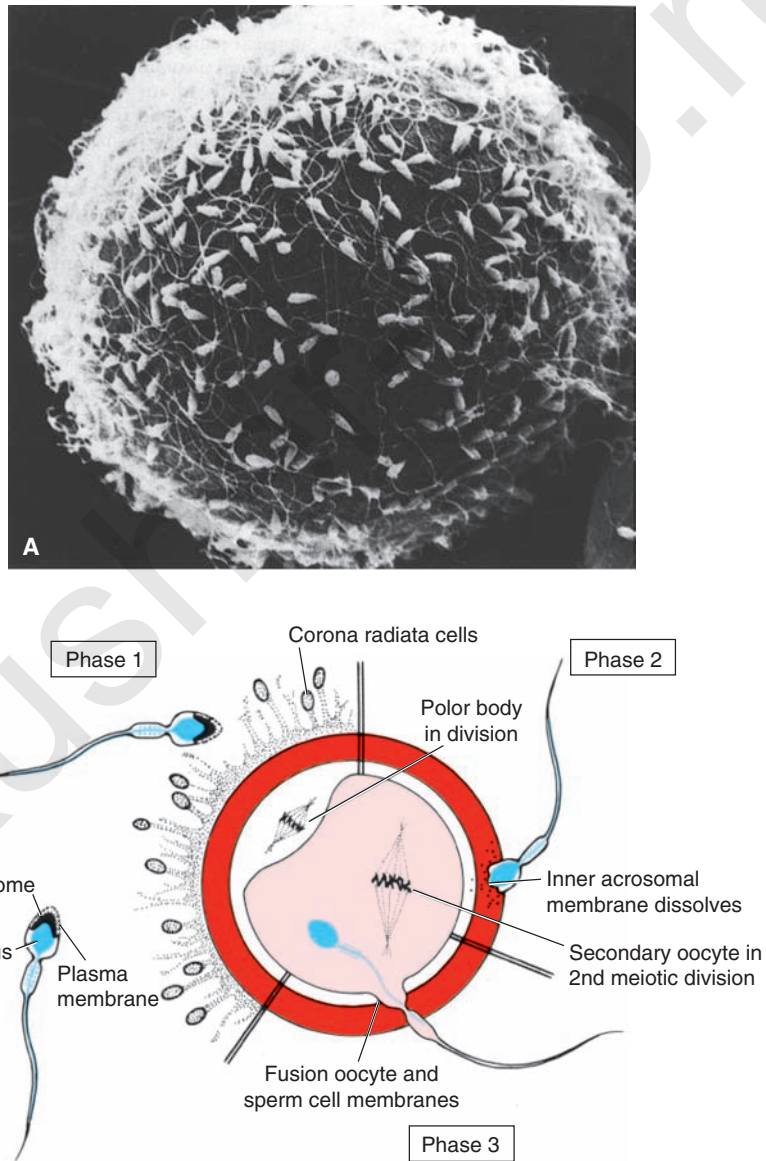 A
Phase 1
Corona radiata cells
Phase 2
Polor body
in division
Inner acrosomal
membrane dissolves
Secondary oocyte in
2nd meiotic division
Plasma
membrane
Fusion oocyte and
sperm cell membranes
Phase 3